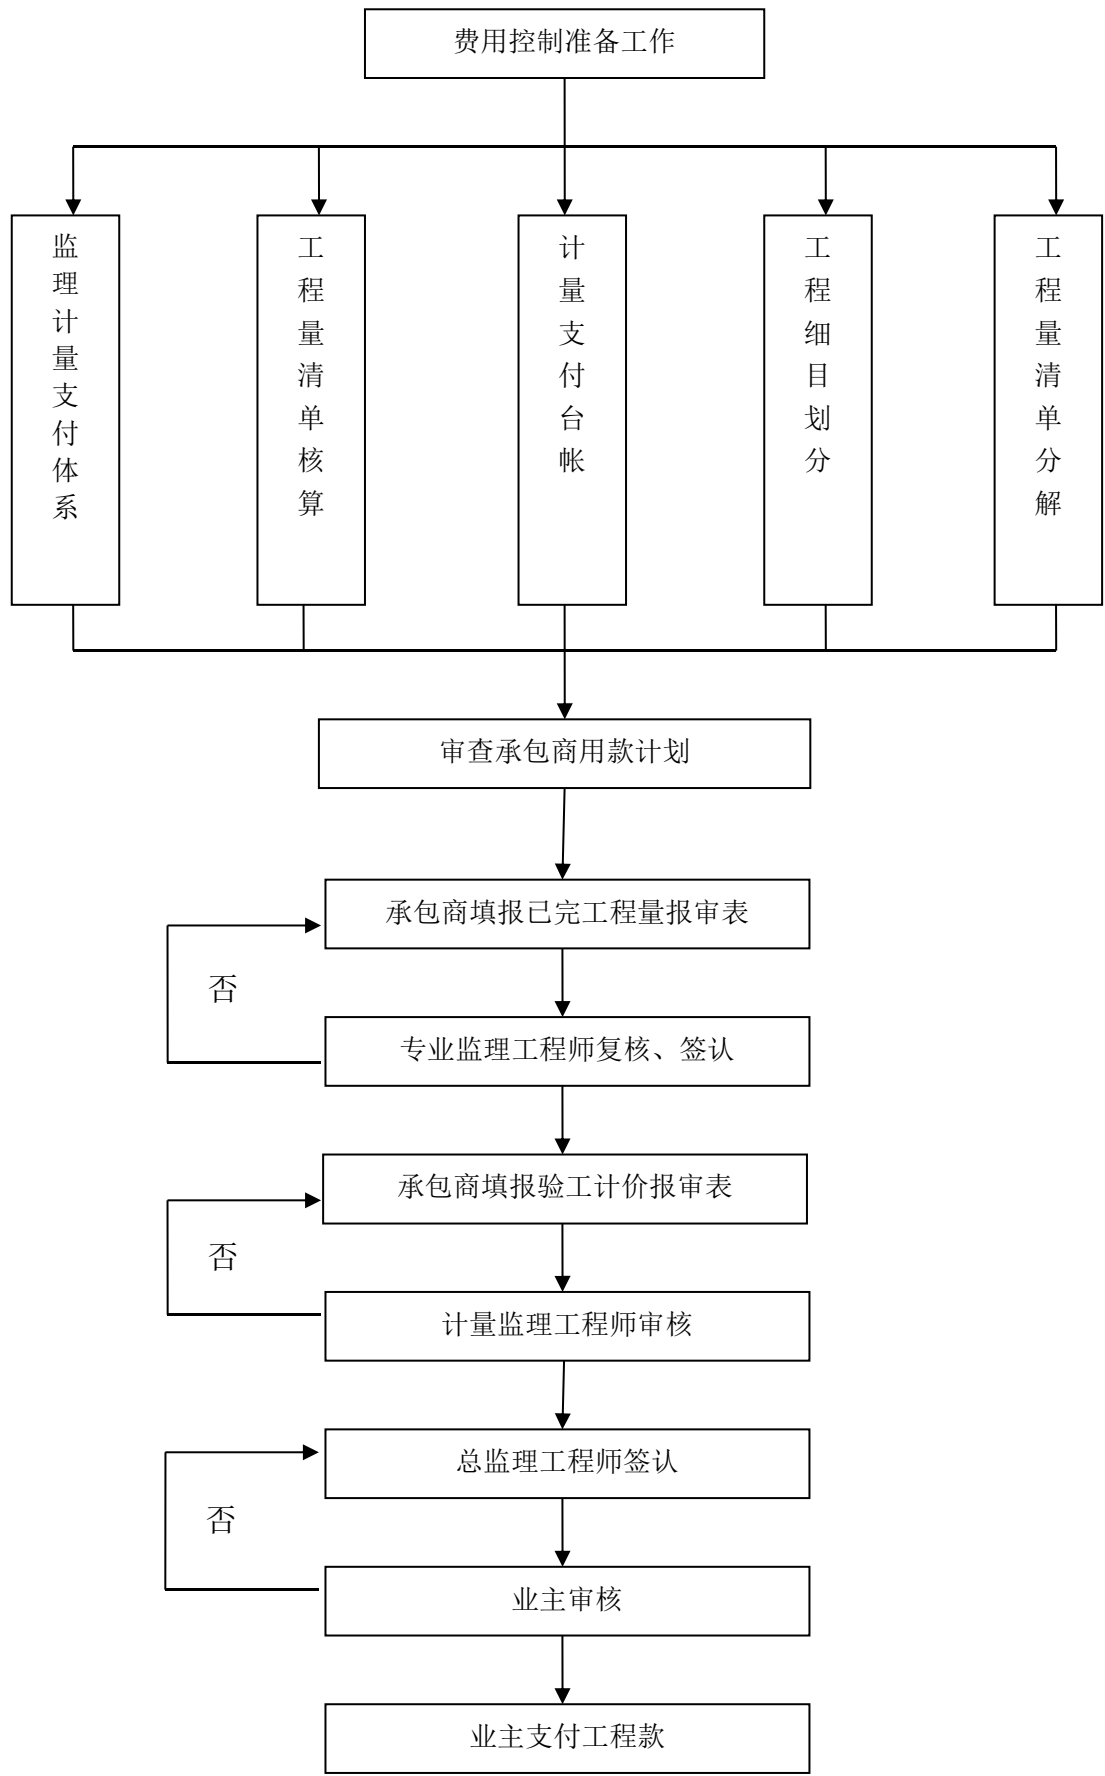 费用控制准备工作
监理计量支付体系
工程量清单核算
计量支付台帐
工程细目划分
工程量清单分解
审查承包商用款计划
承包商填报已完工程量报审表
否
专业监理工程师复核、签认
承包商填报验工计价报审表
否
计量监理工程师审核
总监理工程师签认
否
业主审核
业主支付工程款